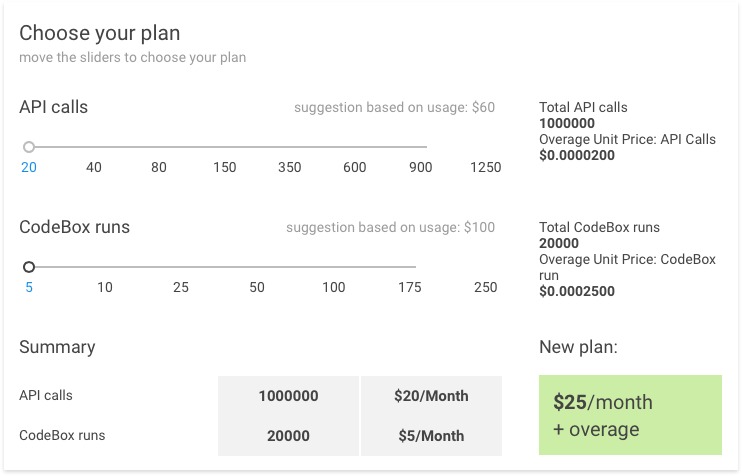 Choose your plan
move the sliders to choose your plan
API calls
suggestion based on usage: $60
20 40 80 150 350 600 900 1250
Total API calls
1000000
Overage Unit Price: API Calls
$0.0000200
CodeBox runs
suggestion based on usage: $100
5 10 25 50 100 175 250
Total CodeBox runs
20000
Overage Unit Price: CodeBox
run
$0.0002500
Summary
API calls 1000000 $20/Month
CodeBox runs 20000 $5/Month
New plan:
$25/month
+ overage